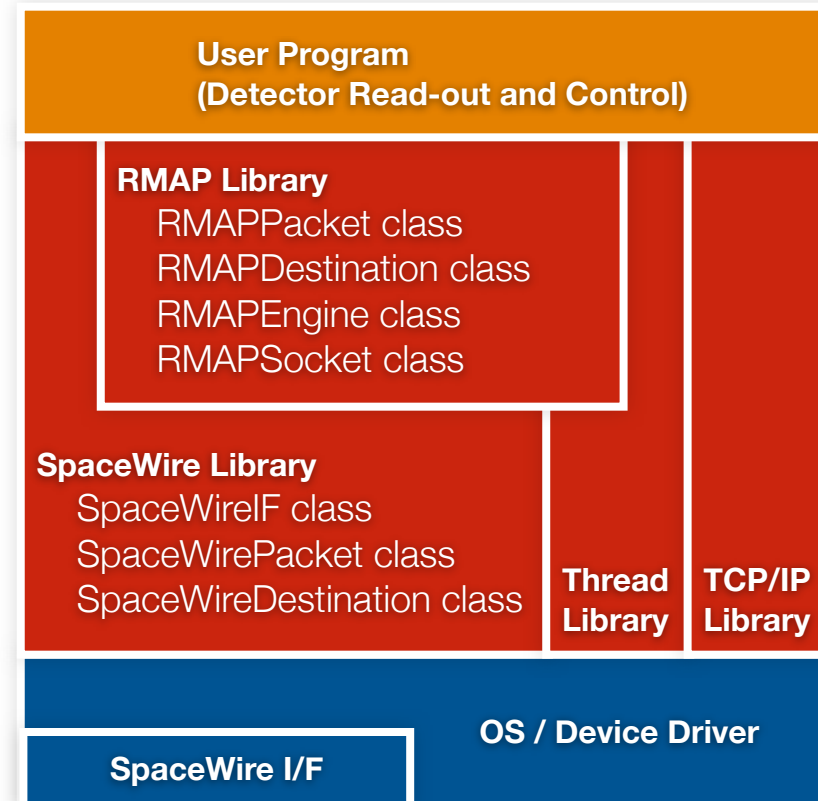 User Program
(Detector Read-out and Control)
RMAP Library
RMAPPacket class
RMAPDestination class
RMAPEngine class
RMAPSocket class
SpaceWire Library
SpaceWireIF class
SpaceWirePacket class
SpaceWireDestination class
Thread
Library
TCP/IP
Library
OS / Device Driver
SpaceWire I/F